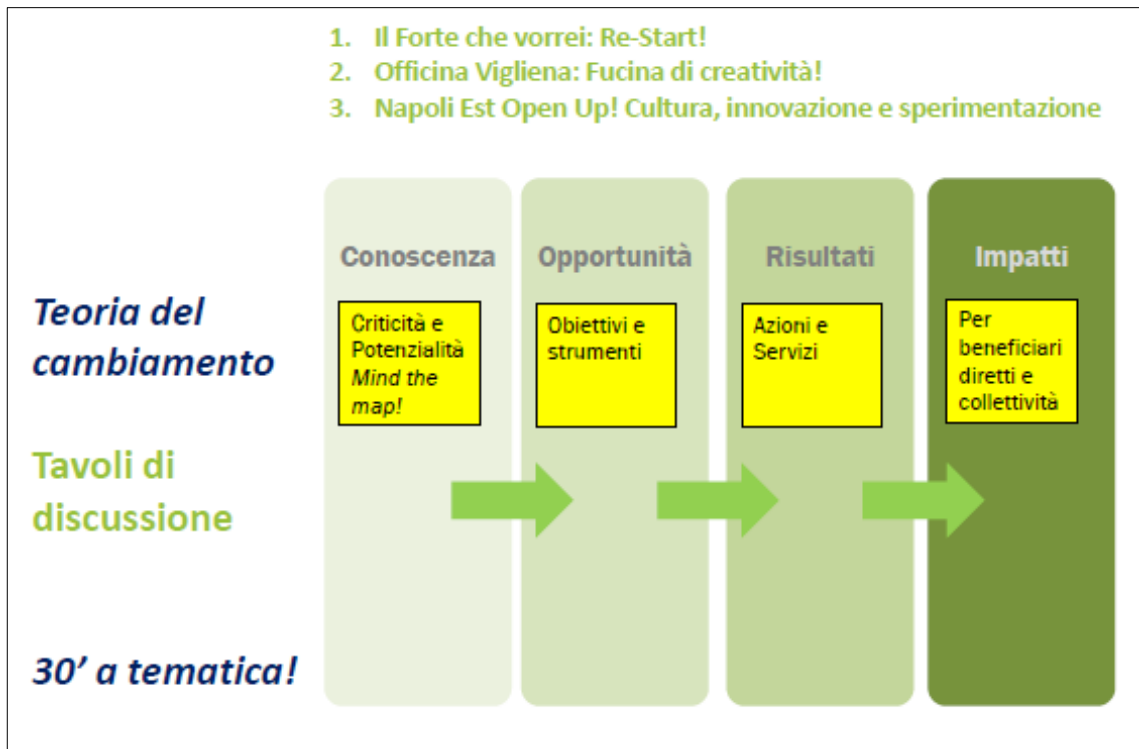 1. Il Forte che vorrei: Re-Start!
2. Officina Vigliena: Fucina di creatività!
3. Napoli Est Open Up! Cultura, innovazione e sperimentazione
Teoria del
cambiamento
Tavoli di
discussione
30’ a tematica!
Conoscenza
Criticità e
Potenzialità
Mind the
map!
Opportunità
Obiettivi e
strumenti
Risultati
Azioni e
Servizi
Impatti
Per
beneficiari
diretti e
collettività